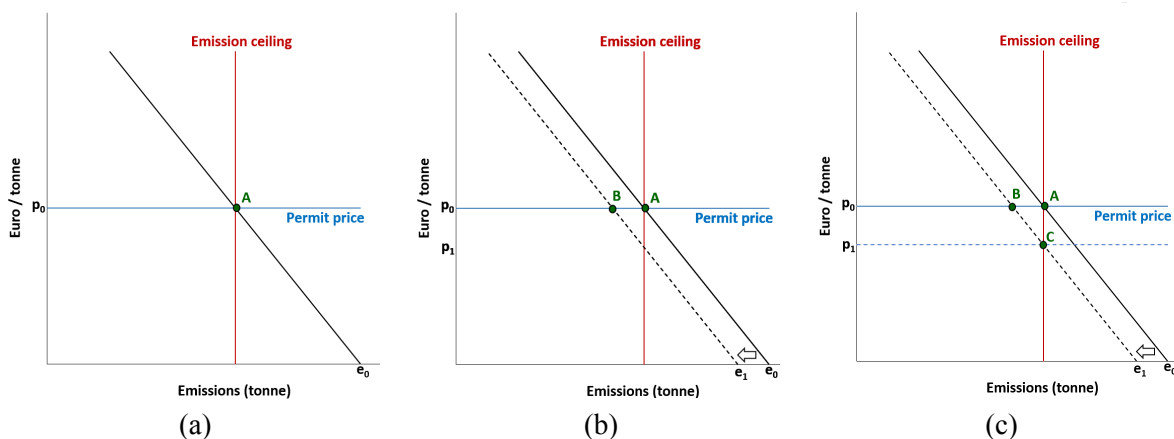 Emission ceiling
Euro / tonne
p0
A
Permit price
e0
Emissions (tonne)
(a)
Emission ceiling
Euro / tonne
p0
B
A
Permit price
p1
e1
e0
Emissions (tonne)
(b)
Emission ceiling
Euro / tonne
p0
B
A
Permit price
p1
C
e1
e0
Emissions (tonne)
(c)